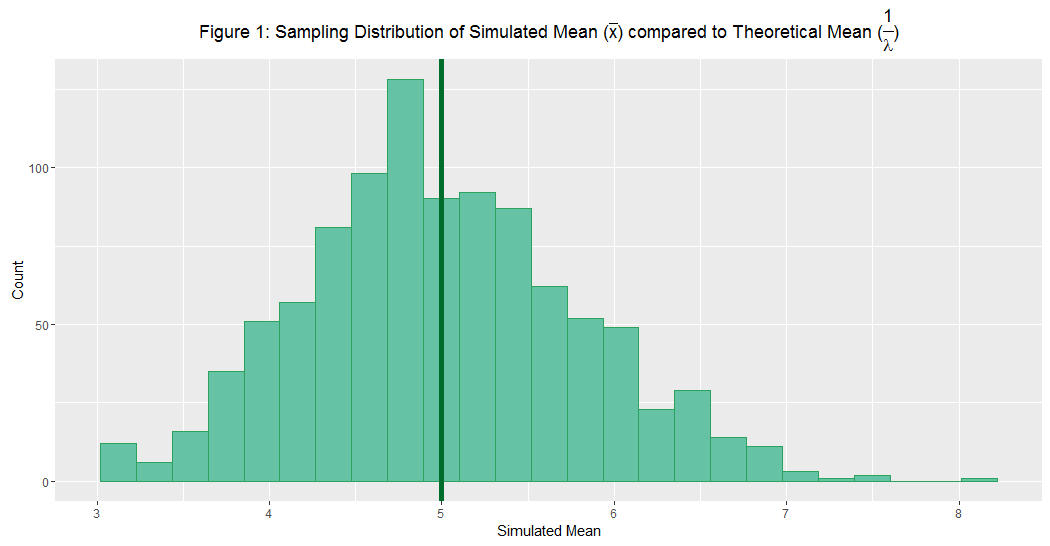 Figure 1: Sampling Distribution of Simulated Mean (x̅) compared to Theoretical Mean (1/λ)
100
50
0
Count
3 4 5 6 7 8
Simulated Mean